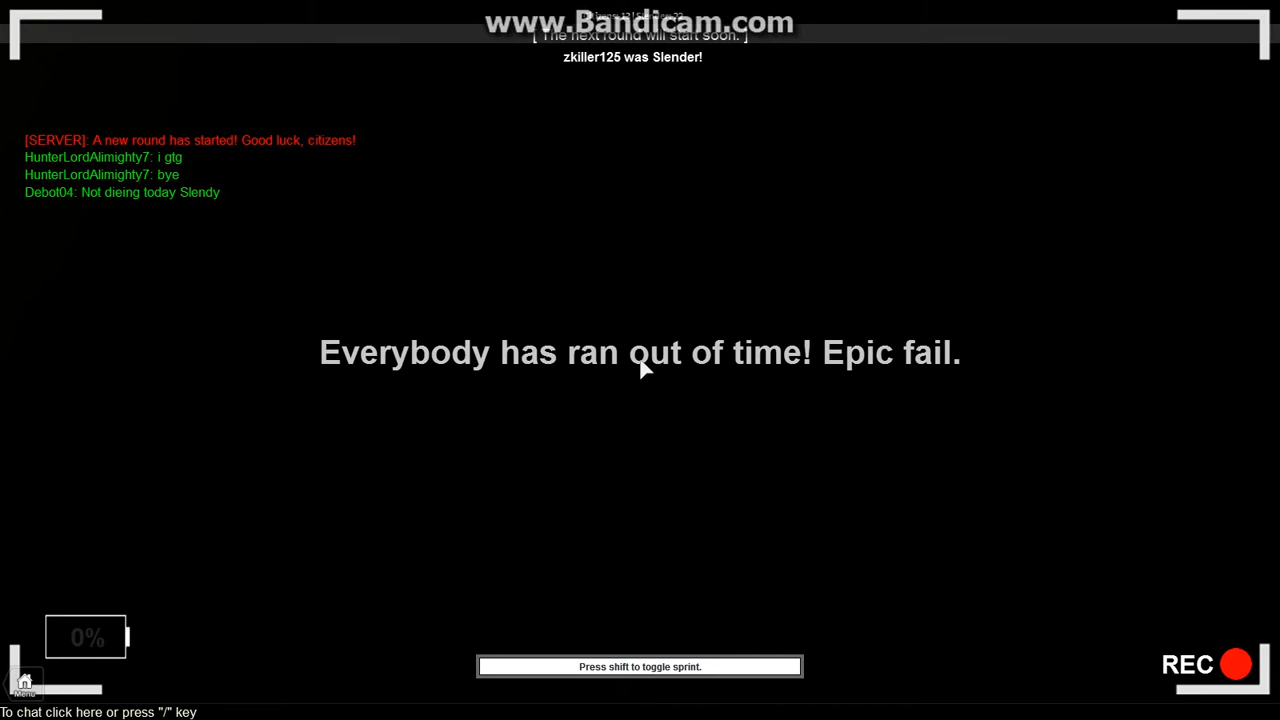 www.Bandicam.com
[ The next round will start soon. ]
zkiller125 was Slender!
[SERVER]: A new round has started! Good luck, citizens!
HunterLordAlimighty7: i gtg
HunterLordAlimighty7: bye
Debot04: Not dieing today Slendy
Everybody has ran out of time! Epic fail.
0%
Press shift to toggle sprint.
REC
Menu
To chat click here or press "/" key